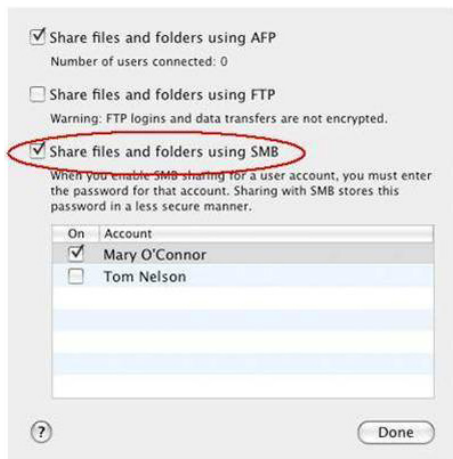 Share files and folders using AFP
Number of users connected: 0
Share files and folders using FTP
Warning: FTP logins and data transfers are not encrypted.
Share files and folders using SMB
When you enable SMB sharing for a user account, you must enter
the password for that account. Sharing with SMB stores this
password in a less secure manner.
On Account
Mary O'Connor
Tom Nelson
? Done